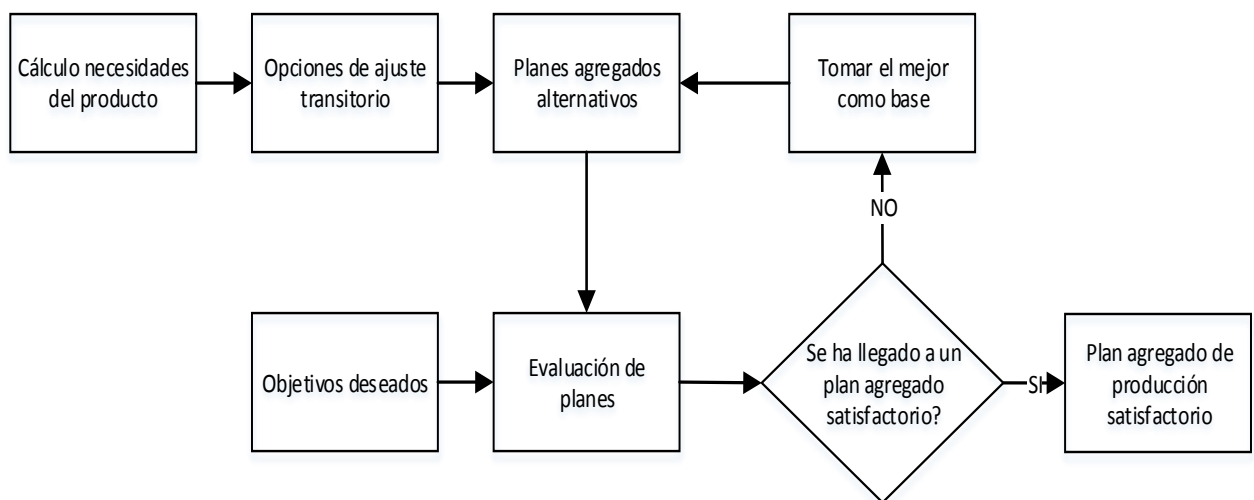 Cálculo necesidades
del producto
Opciones de ajuste
transitorio
Planes agregados
alternativos
Tomar el mejor
como base
NO
Objetivos deseados
Evaluación de
planes
Se ha llegado a un
plan agregado
satisfactorio?
SI
Plan agregado de
producción
satisfactorio